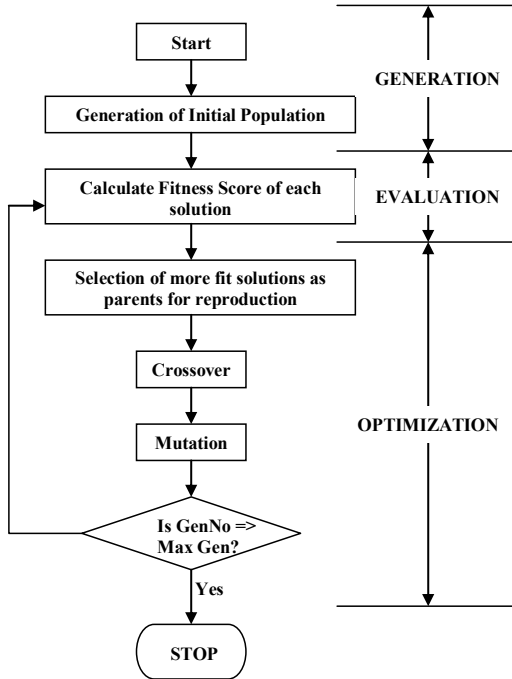 Start
GENERATION
Generation of Initial Population
Calculate Fitness Score of each
solution
EVALUATION
Selection of more fit solutions as
parents for reproduction
Crossover
OPTIMIZATION
Mutation
Is GenNo =>
Max Gen?
Yes
STOP